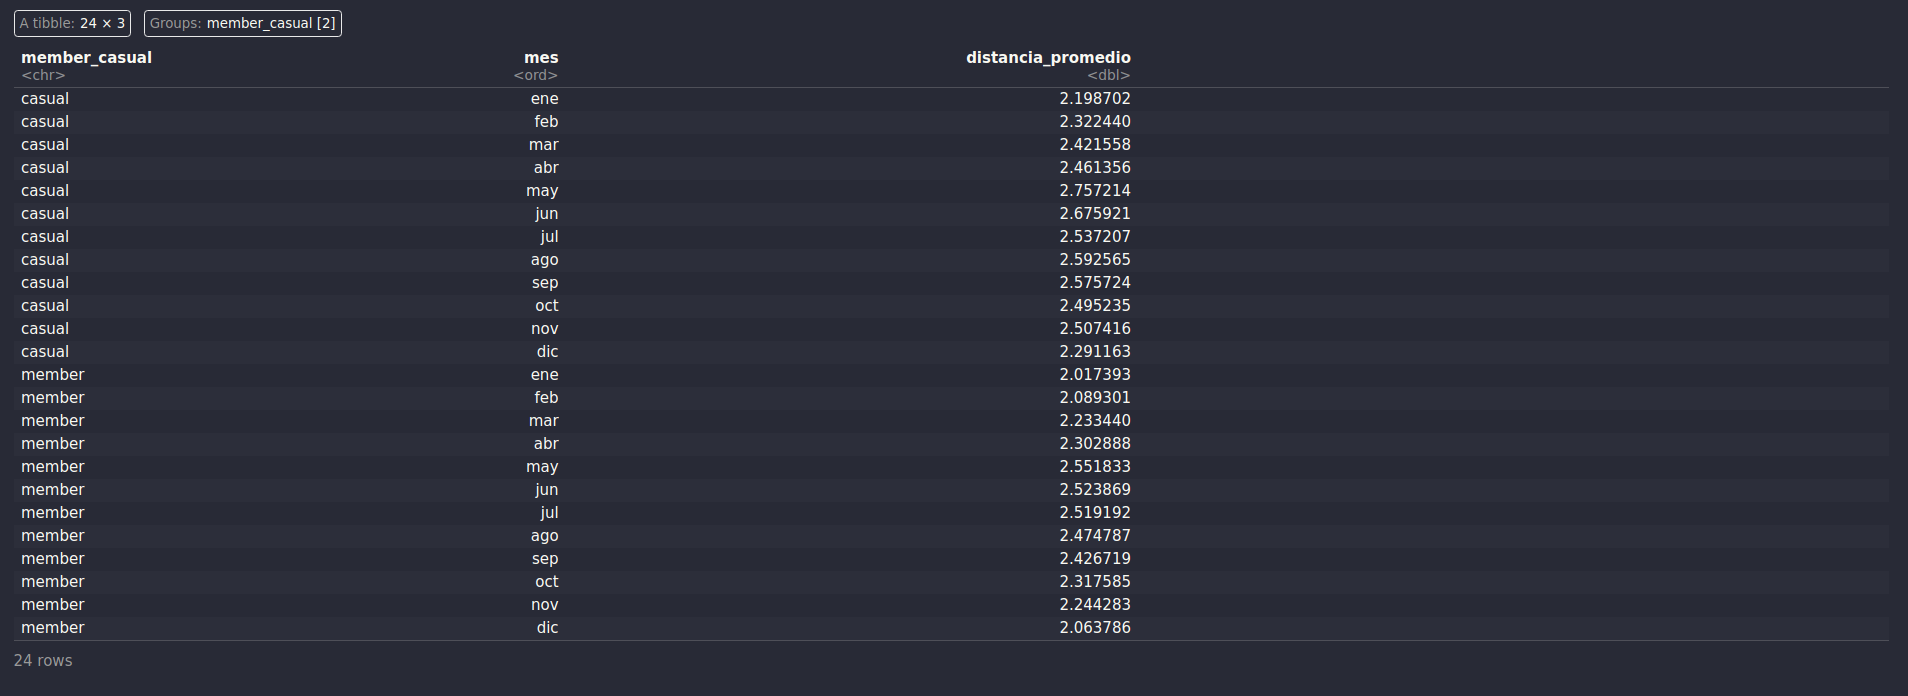 A tibble: 24 × 3 Groups: member_casual [2]
member_casual mes distancia_promedio
<chr> <ord> <dbl>
casual ene 2.198702
casual feb 2.322440
casual mar 2.421558
casual abr 2.461356
casual may 2.757214
casual jun 2.675921
casual jul 2.537207
casual ago 2.592565
casual sep 2.575724
casual oct 2.495235
casual nov 2.507416
casual dic 2.291163
member ene 2.017393
member feb 2.089301
member mar 2.233440
member abr 2.302888
member may 2.551833
member jun 2.523869
member jul 2.519192
member ago 2.474787
member sep 2.426719
member oct 2.317585
member nov 2.244283
member dic 2.063786
24 rows